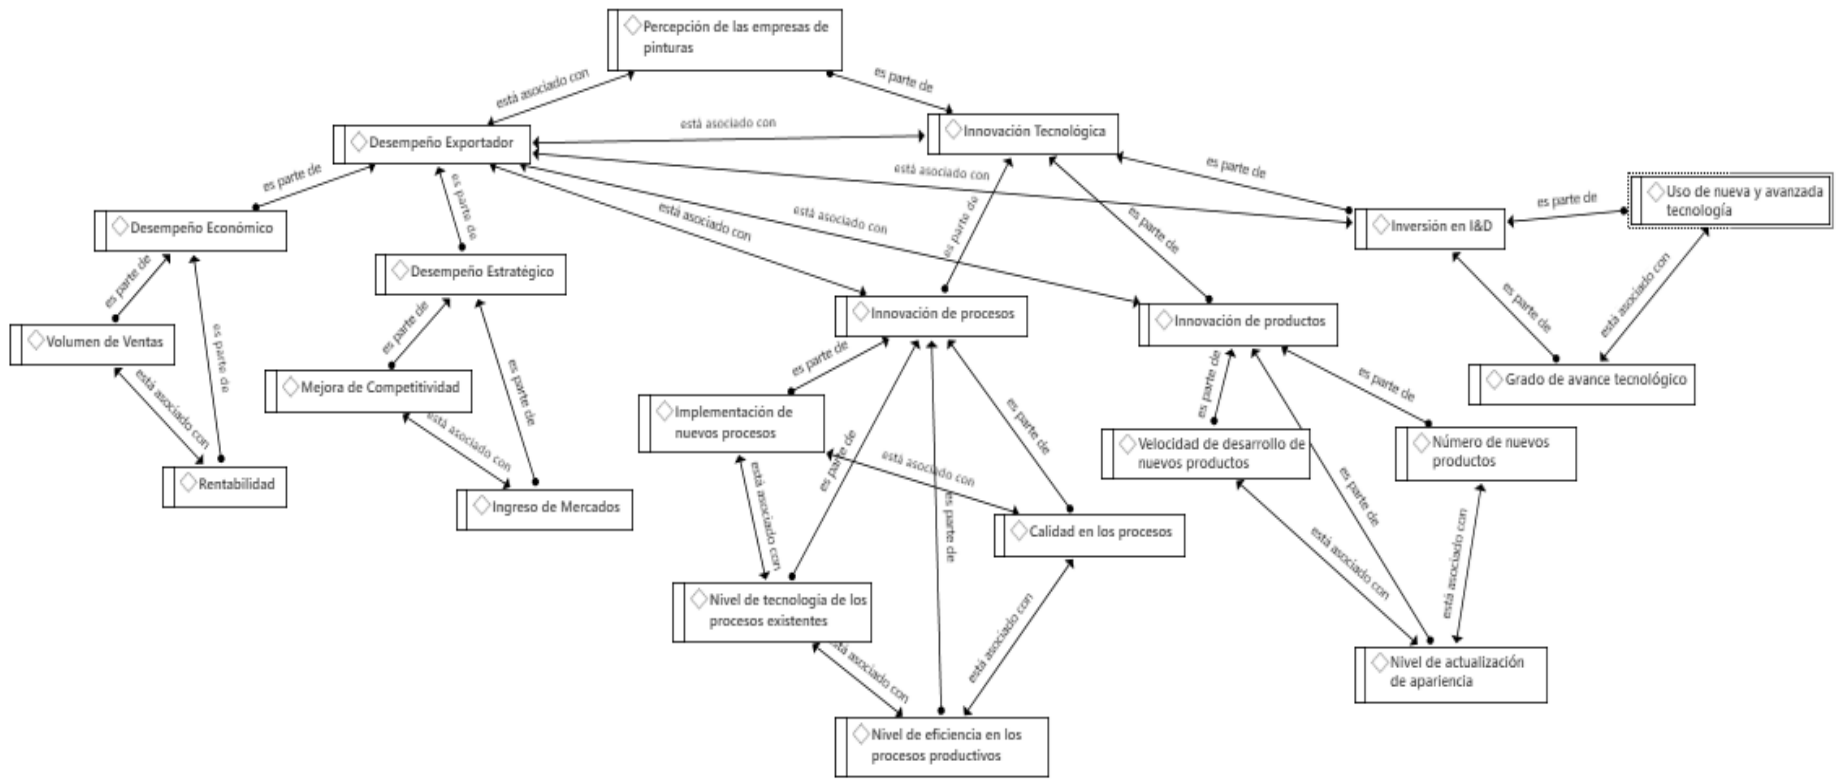 Percepción de las empresas de
pinturas
está asociado con
es parte de
Desempeño Exportador
está asociado con
Innovación Tecnológica
es parte de
es parte de
está asociado con
es parte de
Uso de nueva y avanzada
tecnología
es parte de
Desempeño Económico
está asociado con
está asociado con
es parte de
es parte de
Inversión en I&D
es parte de
Desempeño Estratégico
es parte de
está asociado con
Volumen de Ventas
es parte de
es parte de
Innovación de procesos
Innovación de productos
es parte de
está asociado con
Mejora de Competitividad
es parte de
es parte de
es parte de
es parte de
Grado de avance tecnológico
está asociado con
Implementación de
nuevos procesos
es parte de
es parte de
Velocidad de desarrollo de
nuevos productos
Número de nuevos
productos
Rentabilidad
Ingreso de Mercados
está asociado con
está asociado con
es parte de
es parte de
Calidad en los procesos
está asociado con
está asociado con
Nivel de tecnología de los
procesos existentes
está asociado con
está asociado con
Nivel de actualización
de apariencia
Nivel de eficiencia en los
procesos productivos